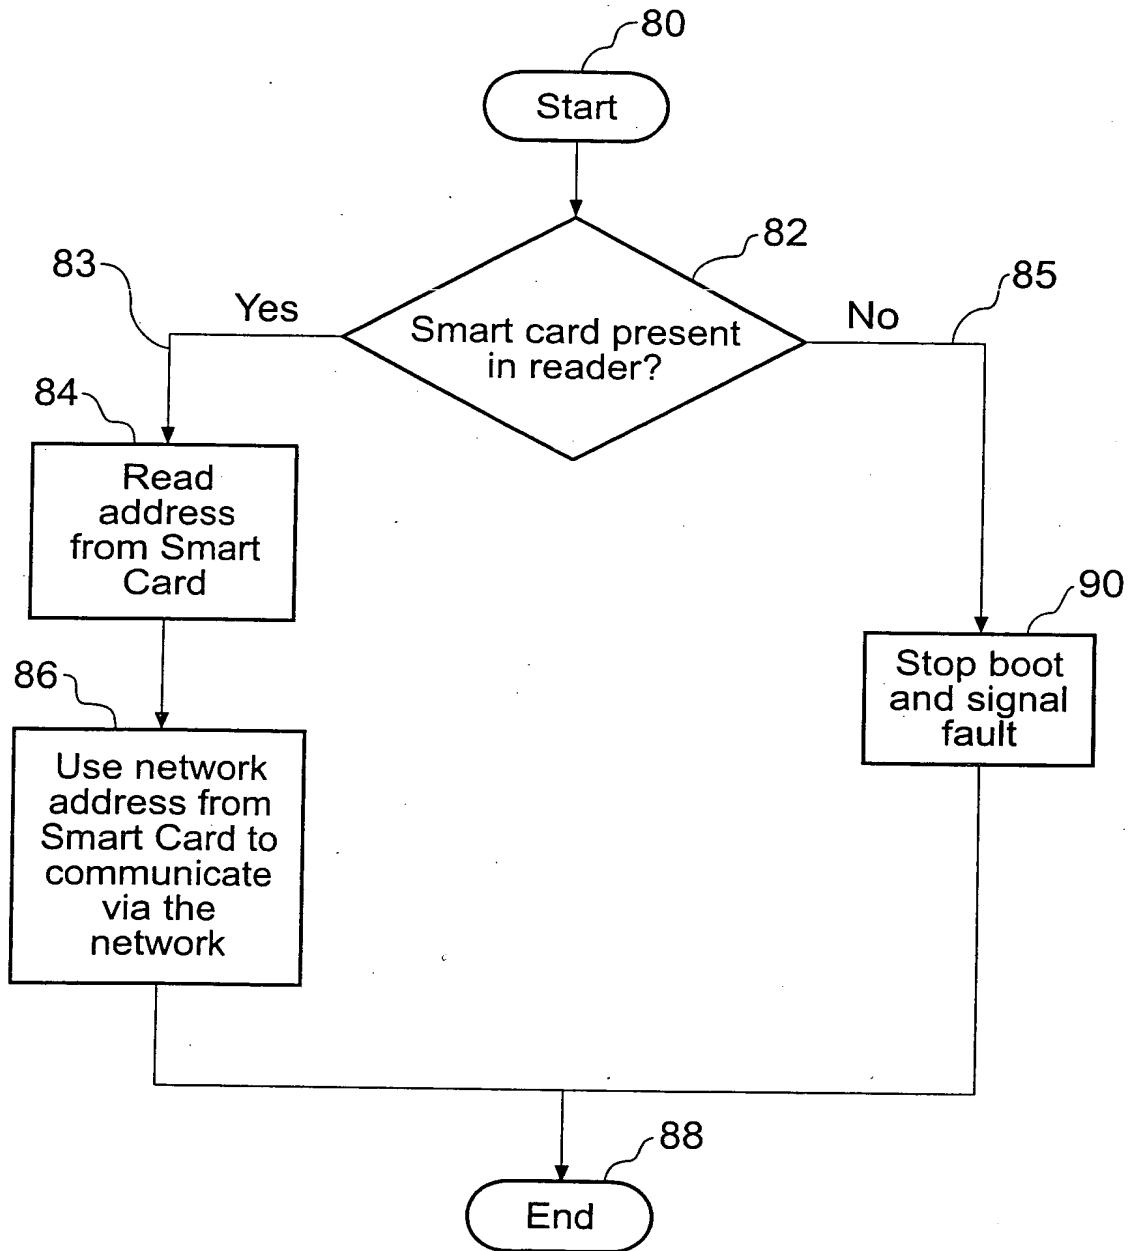 80
Start
82
83
85
Yes
No
Smart card present
in reader?
84
Read
address
from Smart
Card
90
Stop boot
and signal
fault
86
Use network
address from
Smart Card to
communicate
via the
network
88
End